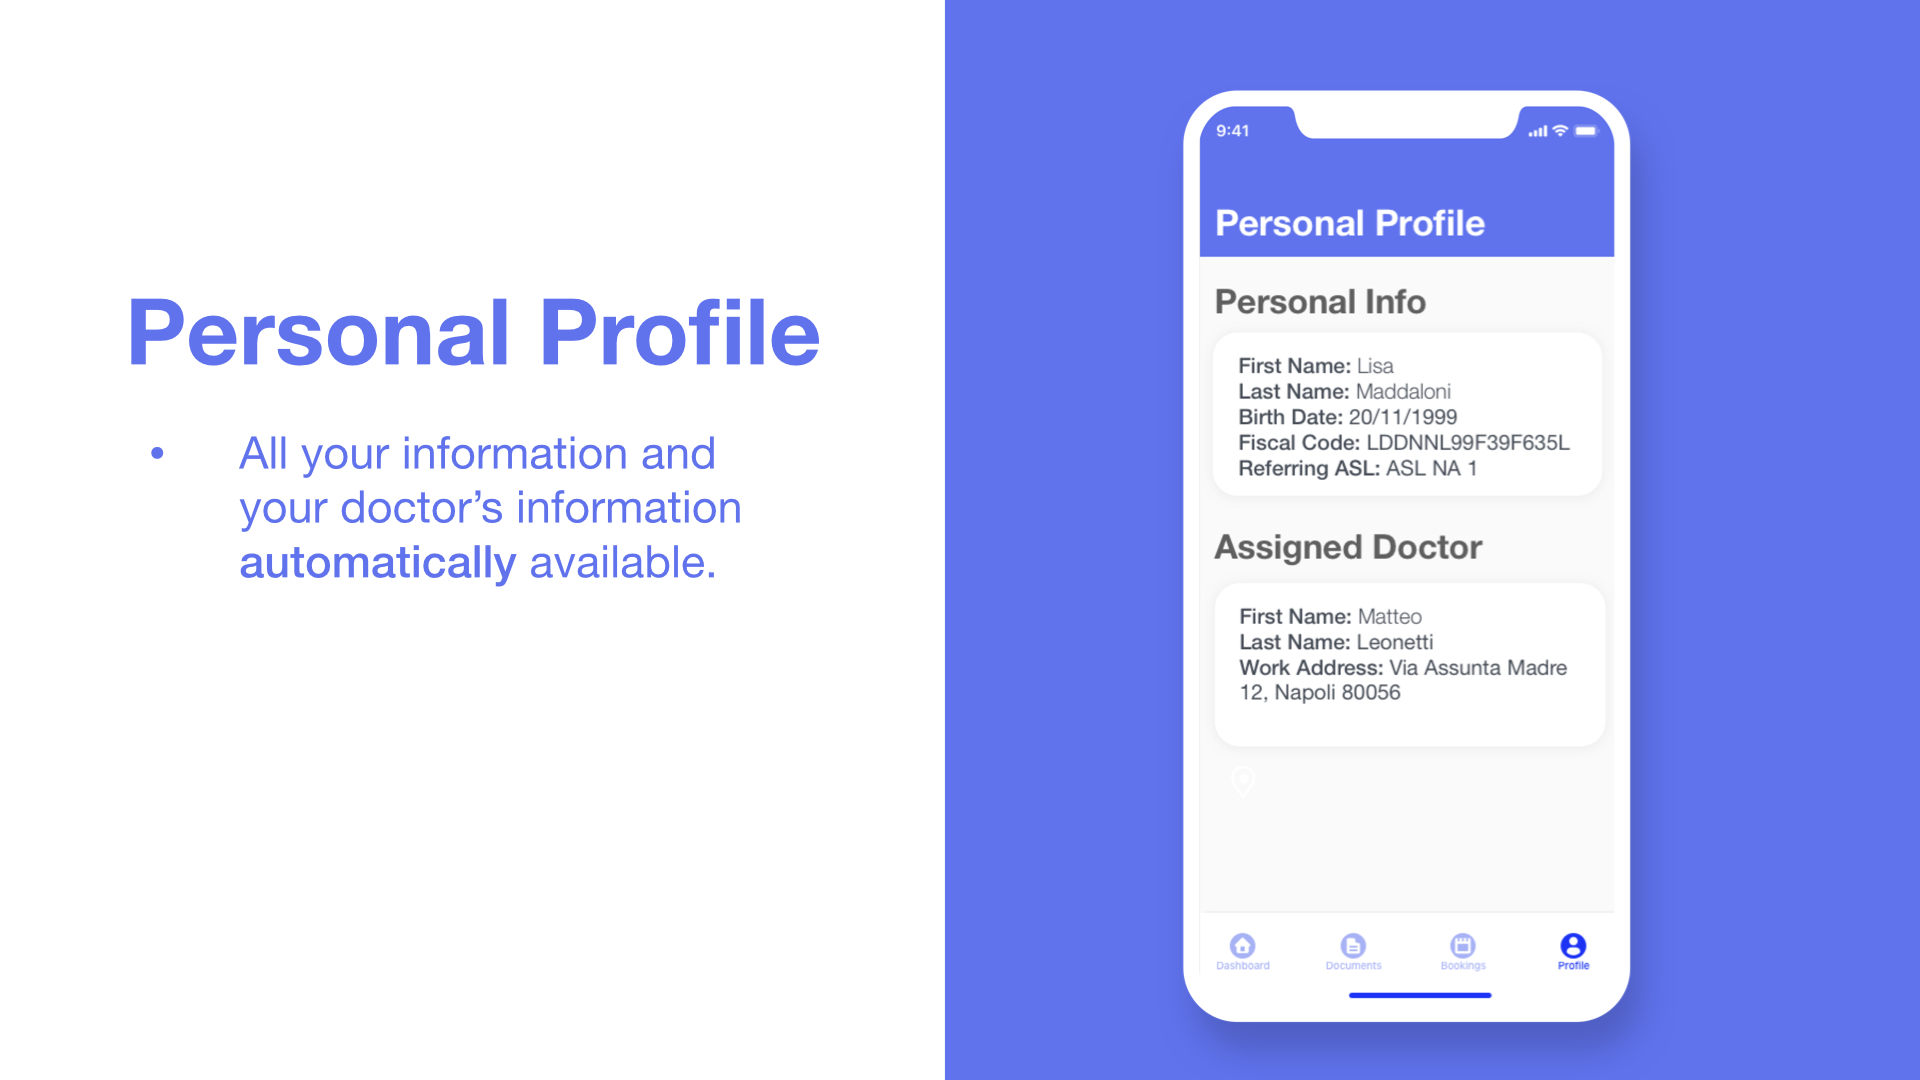 Personal Profile
• All your information and
your doctor’s information
automatically available.
9:41
Personal Profile
Personal Info
First Name: Lisa
Last Name: Maddaloni
Birth Date: 20/11/1999
Fiscal Code: LDDNNL99F39F635L
Referring ASL: ASL NA 1
Assigned Doctor
First Name: Matteo
Last Name: Leonetti
Work Address: Via Assunta Madre
12, Napoli 80056
Dashboard Documents Bookings Profile